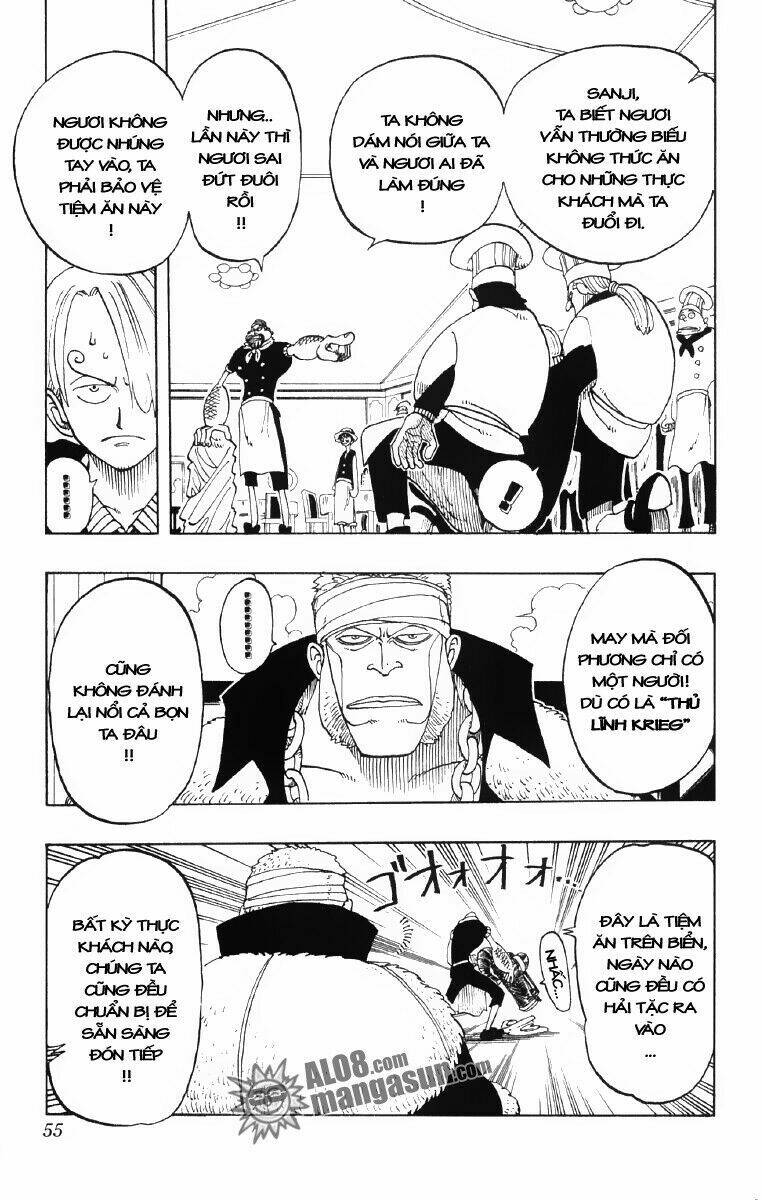 SANJI,
TA BIẾT NGƯƠI
VẪN THƯỜNG BIẾU
KHÔNG THỨC ĂN
CHO NHỮNG THỰC
KHÁCH MÀ TA
ĐUỔI ĐI.
TA KHÔNG
DÁM NÓI GIỮA TA
VÀ NGƯƠI AI ĐÃ
LÀM ĐÚNG
!
NHƯNG..
LẦN NÀY THÌ
NGƯƠI SAI
ĐỨT ĐUÔI
RỒI
!!
NGƯƠI KHÔNG
ĐƯỢC NHÚNG
TAY VÀO, TA
PHẢI BẢO VỆ
TIỆM ĂN NÀY
!
!
MAY MÀ ĐỐI
PHƯƠNG CHỈ CÓ
MỘT NGƯỜI!
DÙ CÓ LÀ "THỦ
LĨNH KRIEG"
CŨNG
KHÔNG ĐÁNH
LẠI NỔI CẢ BỌN
TA ĐÂU
!!
ĐÂY LÀ TIỆM
ĂN TRÊN BIỂN,
NGÀY NÀO
CŨNG ĐỀU CÓ
HẢI TẶC RA
VÀO
...
NHẤC...
ゴオォオォ...
BẤT KỲ THỰC
KHÁCH NÀO,
CHÚNG TA
CŨNG ĐỀU
CHUẨN BỊ ĐỂ
SẴN SÀNG
ĐÓN TIẾP
!!
AL08.com
mangasun.com
55